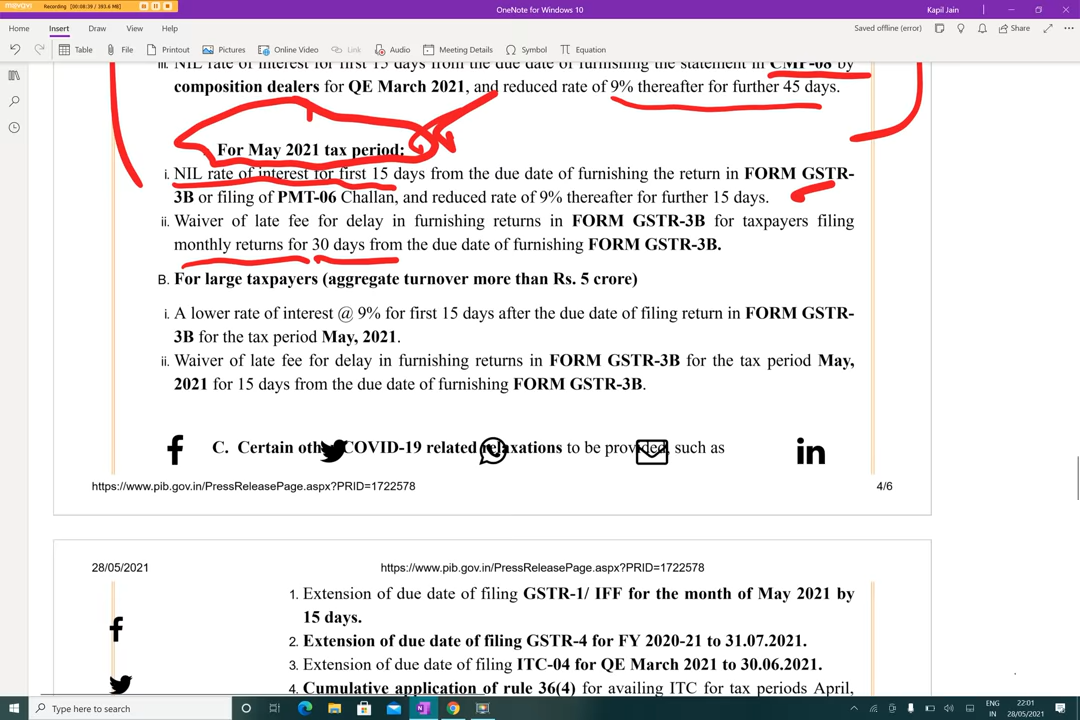 movavi
Recording [00:08:39 / 393.6 MB]
OneNote for Windows 10
Kapil Jain
Home Insert Draw View Help
Saved offline (error) Share
Table File Printout Pictures Online Video Link Audio Meeting Details Symbol Equation
iii. NIL rate of interest for first 15 days from the due date of furnishing the statement in CMP-08 by
composition dealers for QE March 2021, and reduced rate of 9% thereafter for further 45 days.
For May 2021 tax period:
i. NIL rate of interest for first 15 days from the due date of furnishing the return in FORM GSTR-
3B or filing of PMT-06 Challan, and reduced rate of 9% thereafter for further 15 days.
ii. Waiver of late fee for delay in furnishing returns in FORM GSTR-3B for taxpayers filing
monthly returns for 30 days from the due date of furnishing FORM GSTR-3B.
B. For large taxpayers (aggregate turnover more than Rs. 5 crore)
i. A lower rate of interest @ 9% for first 15 days after the due date of filing return in FORM GSTR-
3B for the tax period May, 2021.
ii. Waiver of late fee for delay in furnishing returns in FORM GSTR-3B for the tax period May,
2021 for 15 days from the due date of furnishing FORM GSTR-3B.
C. Certain other COVID-19 related relaxations to be provided, such as
https://www.pib.gov.in/PressReleasePage.aspx?PRID=1722578 4/6
28/05/2021 https://www.pib.gov.in/PressReleasePage.aspx?PRID=1722578
1. Extension of due date of filing GSTR-1/ IFF for the month of May 2021 by
15 days.
2. Extension of due date of filing GSTR-4 for FY 2020-21 to 31.07.2021.
3. Extension of due date of filing ITC-04 for QE March 2021 to 30.06.2021.
4. Cumulative application of rule 36(4) for availing ITC for tax periods April,
Type here to search
ENG
IN
22:01
28/05/2021